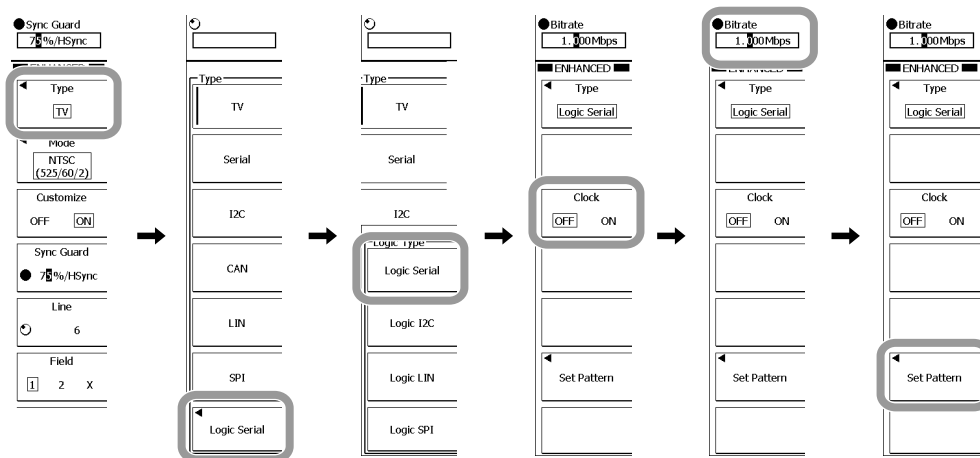 Sync Guard
75%/HSync
ENHANCED
Type
TV
Mode
NTSC
(525/60/2)
Customize
OFF ON
Sync Guard
75%/HSync
Line
6
Field
1 2 X
Type
TV
Serial
I2C
CAN
LIN
SPI
Logic Serial
Type
TV
Serial
I2C
Logic Type
Logic Serial
Logic I2C
Logic LIN
Logic SPI
Bitrate
1.000Mbps
ENHANCED
Type
Logic Serial
Clock
OFF ON
Set Pattern
Bitrate
1.000Mbps
ENHANCED
Type
Logic Serial
Clock
OFF ON
Set Pattern
Bitrate
1.000Mbps
ENHANCED
Type
Logic Serial
Clock
OFF ON
Set Pattern